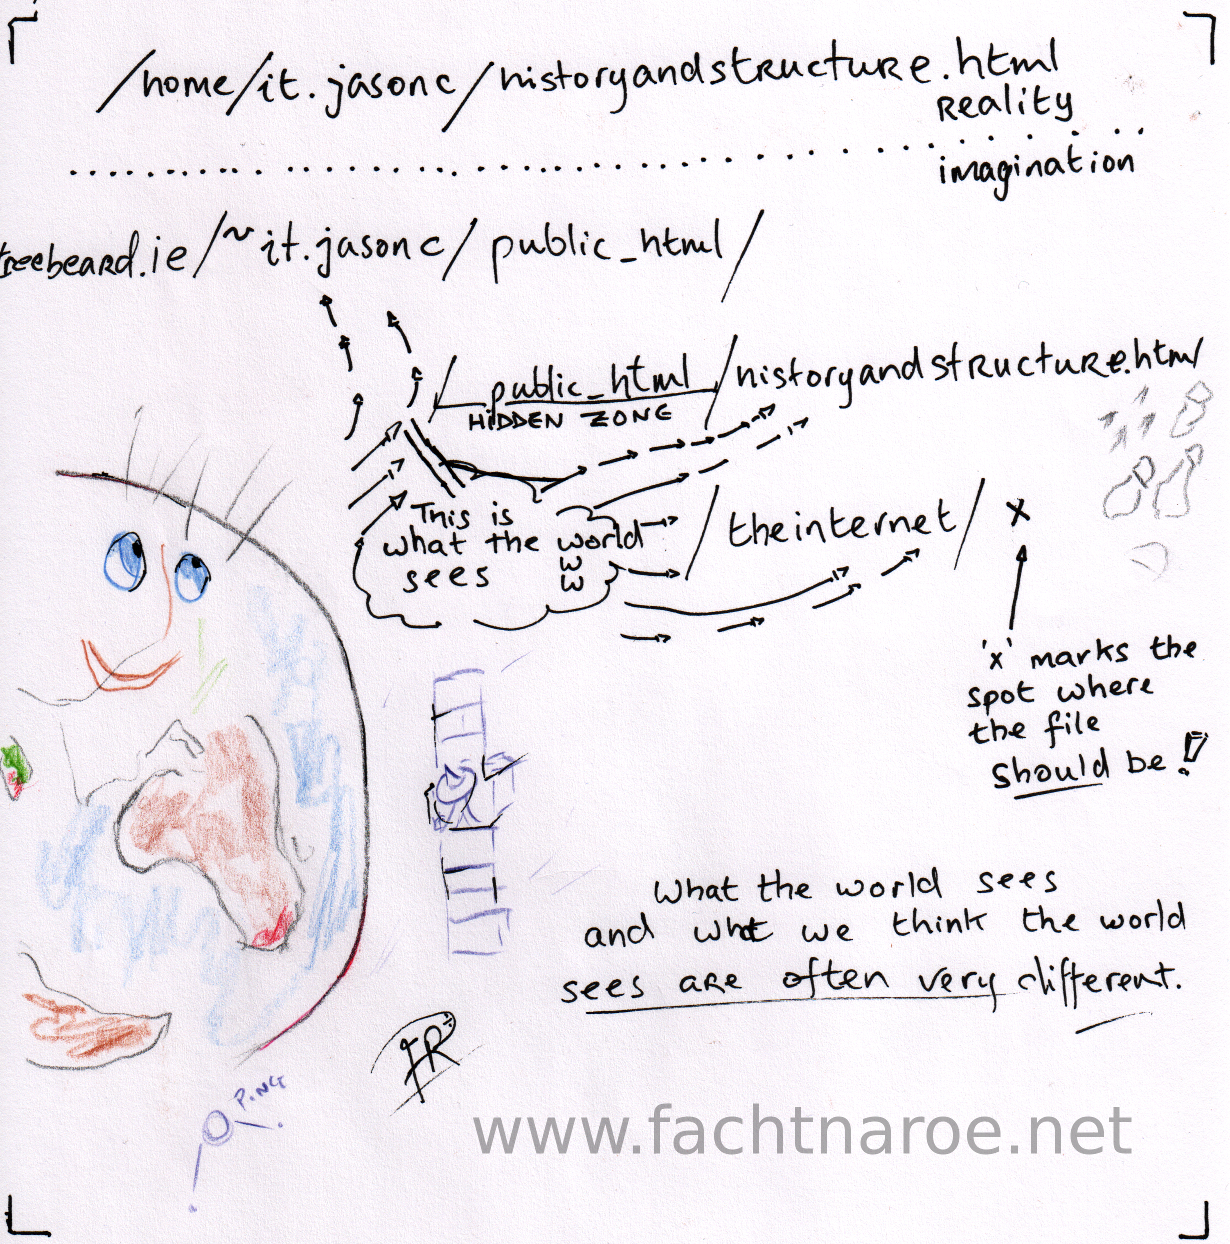 /home/it.jasonc/historyandstructure.html
reality
imagination
treebeard.ie/~it.jasonc/public_html/
/public_html/historyandstructure.html
HIDDEN ZONE
This is
what the world
sees
W
W
/theinternet/ x
'x' marks the
spot where
the file
should be!
What the world sees
and what we think the world
sees are often very different.
FR
P.NG
www.fachtnaroe.net